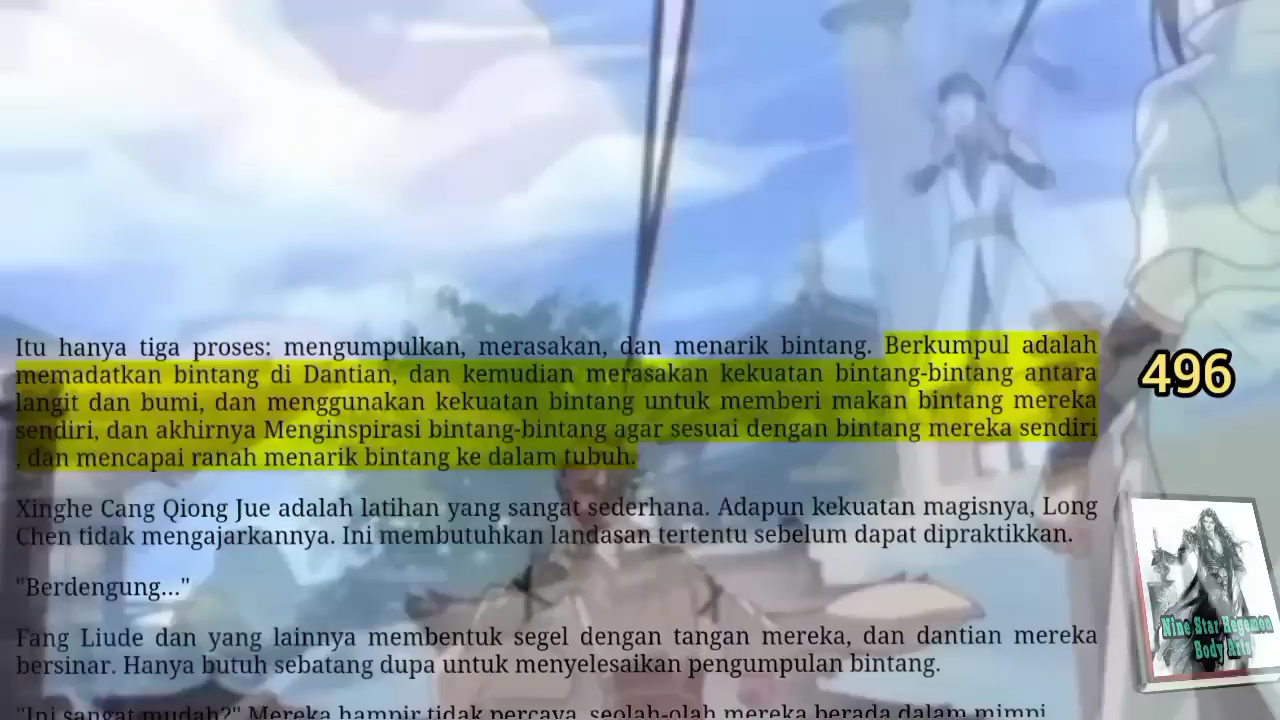 Itu hanya tiga proses: mengumpulkan, merasakan, dan menarik bintang. Berkumpul adalah
memadatkan bintang di Dantian, dan kemudian merasakan kekuatan bintang-bintang antara
langit dan bumi, dan menggunakan kekuatan bintang untuk memberi makan bintang mereka
sendiri, dan akhirnya Menginspirasi bintang-bintang agar sesuai dengan bintang mereka sendiri
, dan mencapai ranah menarik bintang ke dalam tubuh.
496
Xinghe Cang Qiong Jue adalah latihan yang sangat sederhana. Adapun kekuatan magisnya, Long
Chen tidak mengajarkannya. Ini membutuhkan landasan tertentu sebelum dapat dipraktikkan.
"Berdengung..."
Fang Liude dan yang lainnya membentuk segel dengan tangan mereka, dan dantian mereka
bersinar. Hanya butuh sebatang dupa untuk menyelesaikan pengumpulan bintang.
Nine Star Hegemon
Body Arts
"Ini sangat mudah?" Mereka hampir tidak percaya, seolah-olah mereka berada dalam mimpi